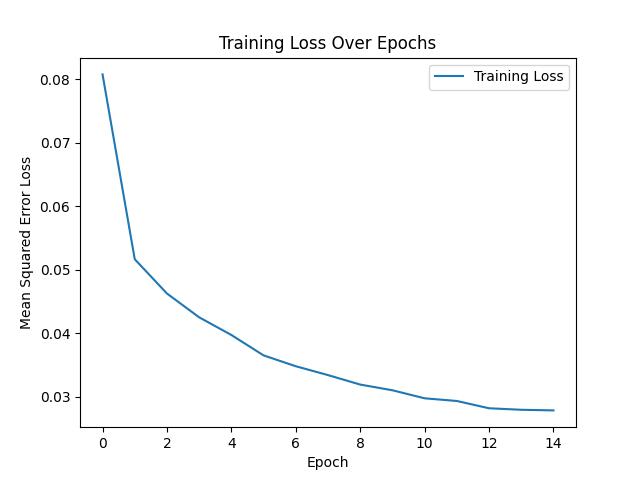 Training Loss Over Epochs
Training Loss
0.08
0.07
0.06
0.05
0.04
0.03
Mean Squared Error Loss
0 2 4 6 8 10 12 14
Epoch